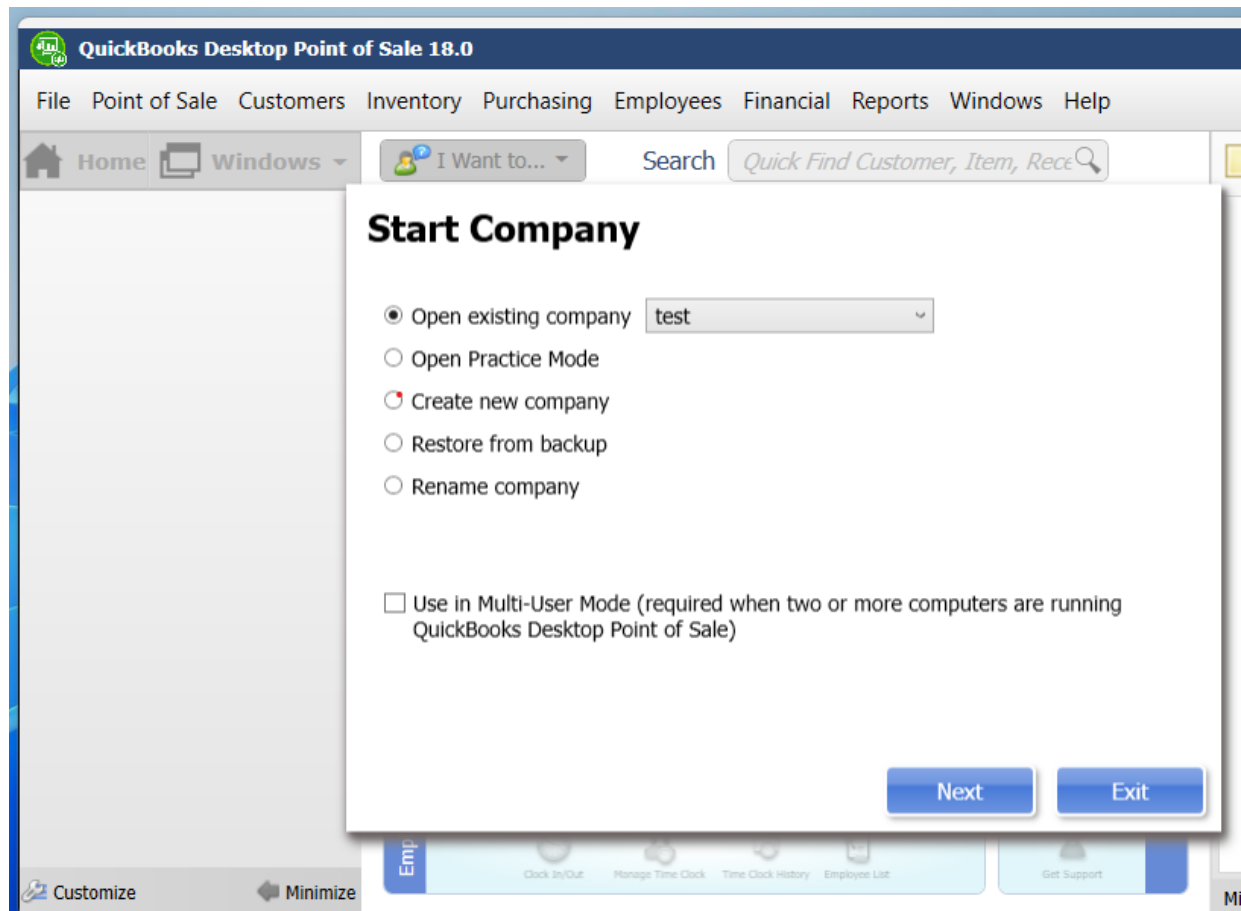 QuickBooks Desktop Point of Sale 18.0
File Point of Sale Customers Inventory Purchasing Employees Financial Reports Windows Help
Home Windows I Want to... Search Quick Find Customer, Item, Rece
Start Company
Open existing company test
Open Practice Mode
Create new company
Restore from backup
Rename company
Use in Multi-User Mode (required when two or more computers are running
QuickBooks Desktop Point of Sale)
Next Exit
Emp
Clock In/Out Manage Time Clock Time Clock History Employee List Get Support
Customize Minimize Mi